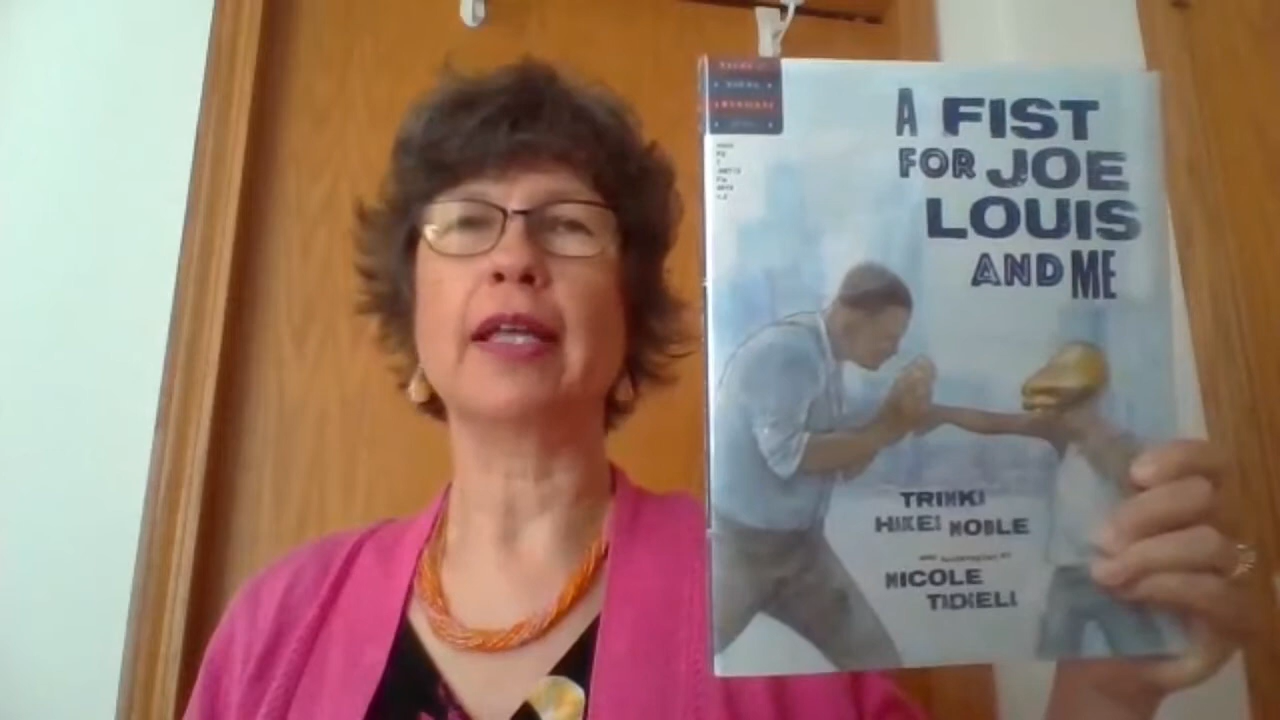 A FIST
FOR JOE
LOUIS
AND ME
TRINKA
HAKES NOBLE
NICOLE
TADGELL